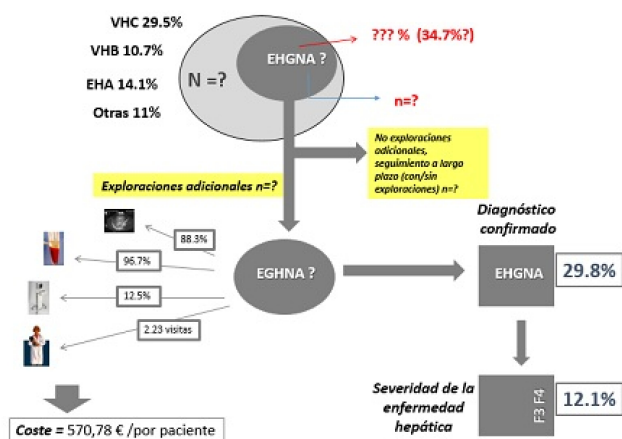 VHC 29.5%
VHB 10.7%
EHA 14.1%
Otras 11%
N =?
EHGNA ?
??? % (34.7%?)
n=?
No exploraciones
adicionales,
seguimiento a largo
plazo (con/sin
exploraciones) n=?
Exploraciones adicionales n=?
88.3%
96.7%
12.5%
2.23 visitas
EGHNA ?
Diagnóstico
confirmado
EHGNA
29.8%
Severidad de la
enfermedad
hepática
F3 F4
12.1%
Coste = 570,78 € /por paciente